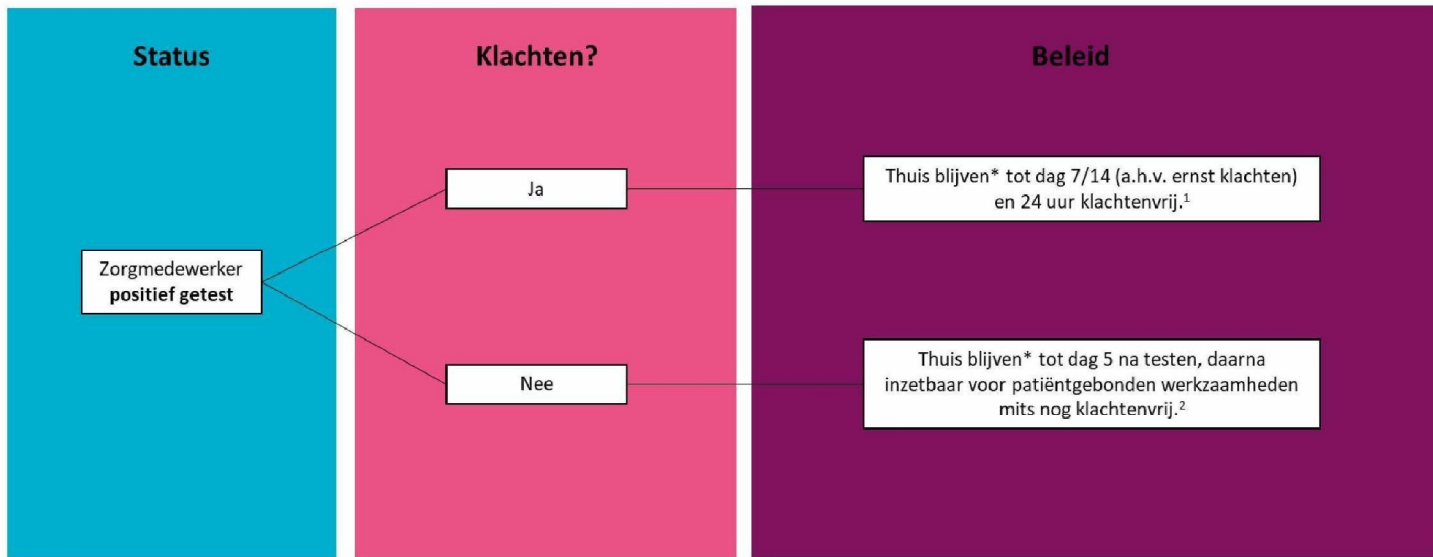 Status
Klachten?
Beleid
Ja
Thuis blijven* tot dag 7/14 (a.h.v. ernst klachten)
en 24 uur klachtenvrij.¹
Zorgmedewerker
positief getest
Nee
Thuis blijven* tot dag 5 na testen, daarna
inzetbaar voor patiëntgebonden werkzaamheden
mits nog klachtenvrij.²